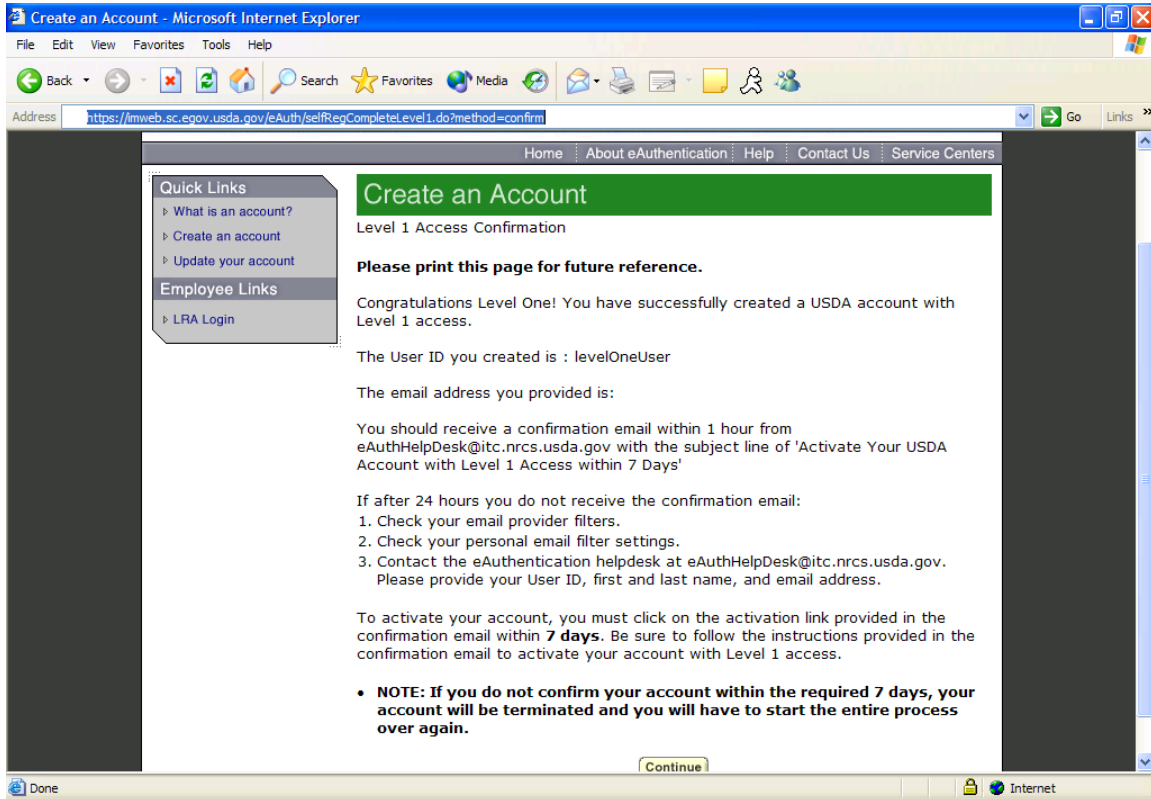 Create an Account - Microsoft Internet Explorer
File Edit View Favorites Tools Help
Back Search Favorites Media
Address https://imweb.sc.egov.usda.gov/eAuth/selfRegCompleteLevel1.do?method=confirm Go Links »
Home About eAuthentication Help Contact Us Service Centers
Quick Links
What is an account?
Create an account
Update your account
Employee Links
LRA Login
Create an Account
Level 1 Access Confirmation
Please print this page for future reference.
Congratulations Level One! You have successfully created a USDA account with
Level 1 access.
The User ID you created is : levelOneUser
The email address you provided is:
You should receive a confirmation email within 1 hour from
eAuthHelpDesk@itc.nrcs.usda.gov with the subject line of 'Activate Your USDA
Account with Level 1 Access within 7 Days'
If after 24 hours you do not receive the confirmation email:
1. Check your email provider filters.
2. Check your personal email filter settings.
3. Contact the eAuthentication helpdesk at eAuthHelpDesk@itc.nrcs.usda.gov.
Please provide your User ID, first and last name, and email address.
To activate your account, you must click on the activation link provided in the
confirmation email within 7 days. Be sure to follow the instructions provided in the
confirmation email to activate your account with Level 1 access.
• NOTE: If you do not confirm your account within the required 7 days, your
account will be terminated and you will have to start the entire process
over again.
Continue
Done Internet